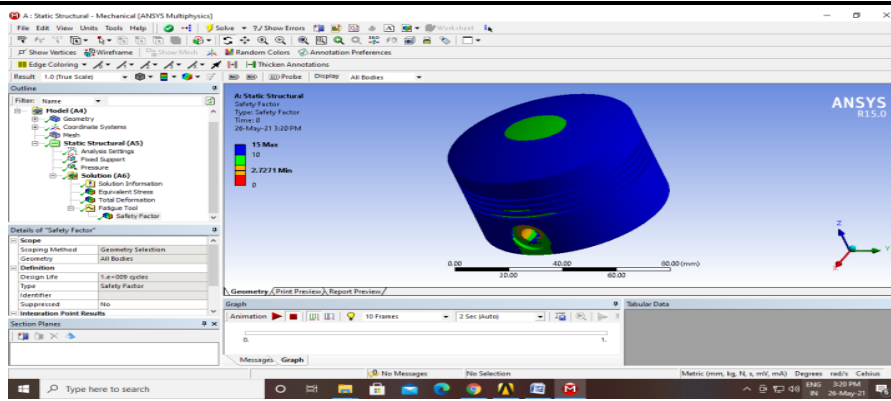 A : Static Structural - Mechanical [ANSYS Multiphysics]
File Edit View Units Tools Help Solve ?/ Show Errors Worksheet
Show Vertices Wireframe Show Mesh Random Colors Annotation Preferences
Edge Coloring Thicken Annotations
Result 1.0 (True Scale) Probe Display All Bodies
Outline
Filter: Name
Model (A4)
Geometry
Coordinate Systems
Mesh
Static Structural (A5)
Analysis Settings
Fixed Support
Pressure
Solution (A6)
Solution Information
Equivalent Stress
Total Deformation
Fatigue Tool
Safety Factor
Details of "Safety Factor"
Scope
Scoping Method Geometry Selection
Geometry All Bodies
Definition
Design Life 1.e+009 cycles
Type Safety Factor
Identifier
Suppressed No
Integration Point Results
Section Planes
A: Static Structural
Safety Factor
Type: Safety Factor
Time: 0
26-May-21 3:20 PM
15 Max
10
2.7271 Min
0
ANSYS
R15.0
Z
Y
0.00 40.00 80.00 (mm)
20.00 60.00
Geometry Print Preview Report Preview
Graph
Animation 10 Frames 2 Sec (Auto)
0. 1.
Messages Graph
Tabular Data
No Messages No Selection Metric (mm, kg, N, s, mV, mA) Degrees rad/s Celsius
Type here to search
ENG 3:20 PM
IN 26-May-21